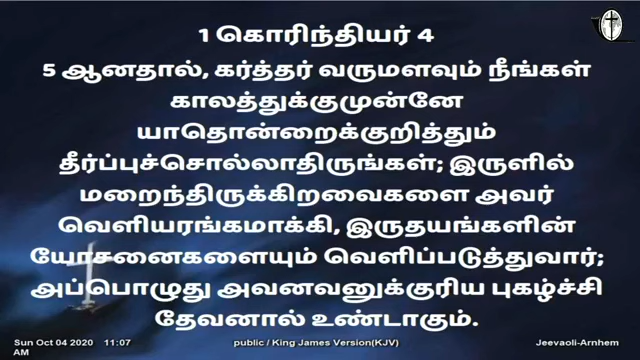 1 கொரிந்தியர் 4
5 ஆனதால், கர்த்தர் வருமளவும் நீங்கள்
காலத்துக்குமுன்னே
யாதொன்றைக்குறித்தும்
தீர்ப்புச்சொல்லாதிருங்கள்; இருளில்
மறைந்திருக்கிறவைகளை அவர்
வெளியரங்கமாக்கி, இருதயங்களின்
யோசனைகளையும் வெளிப்படுத்துவார்;
அப்பொழுது அவனவனுக்குரிய புகழ்ச்சி
தேவனால் உண்டாகும்.
Sun Oct 04 2020 11:07 AM
public / King James Version(KJV)
Jeevaoli-Arnhem